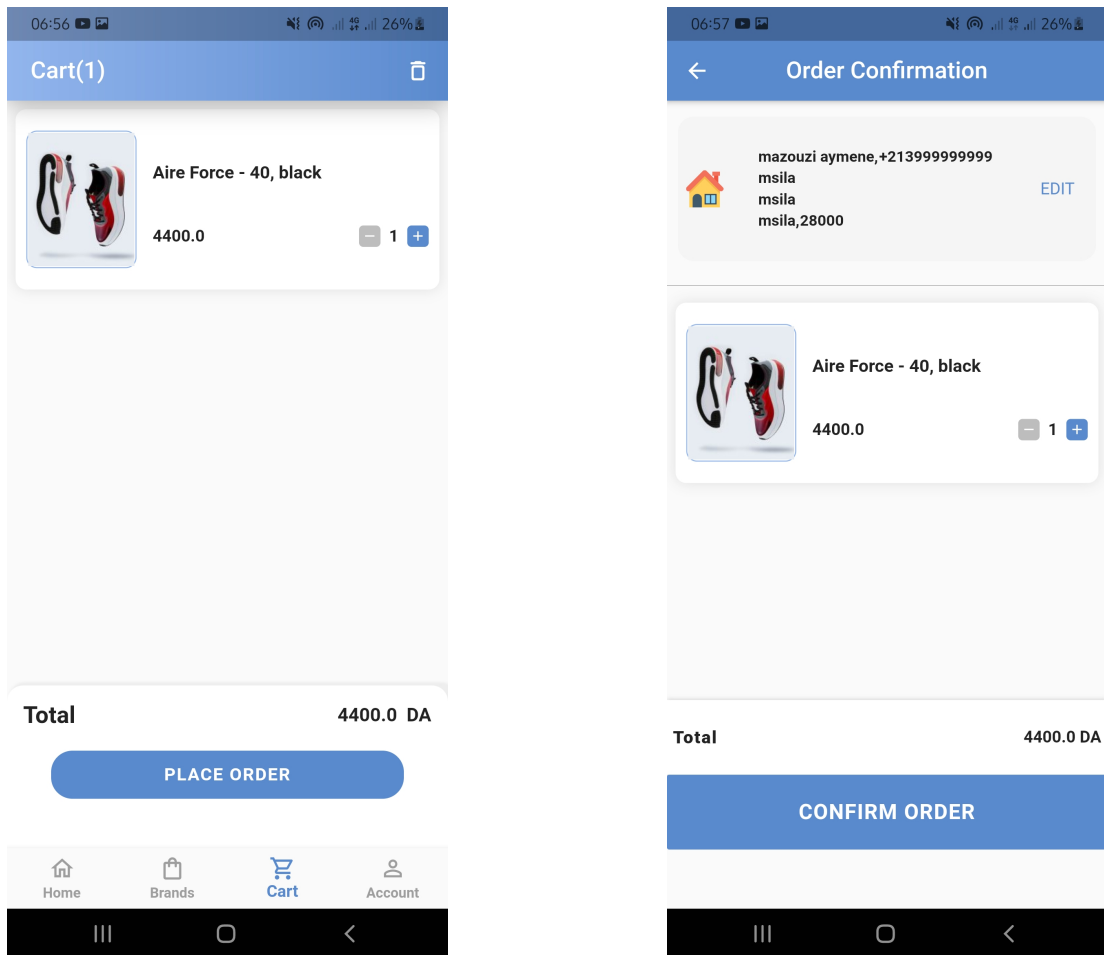 06:56
4G
26%
Cart(1)
Aire Force - 40, black
4400.0
1
Total
4400.0 DA
PLACE ORDER
Home
Brands
Cart
Account
06:57
4G
26%
Order Confirmation
mazouzi aymene,+213999999999
msila
msila
msila,28000
EDIT
Aire Force - 40, black
4400.0
1
Total
4400.0 DA
CONFIRM ORDER